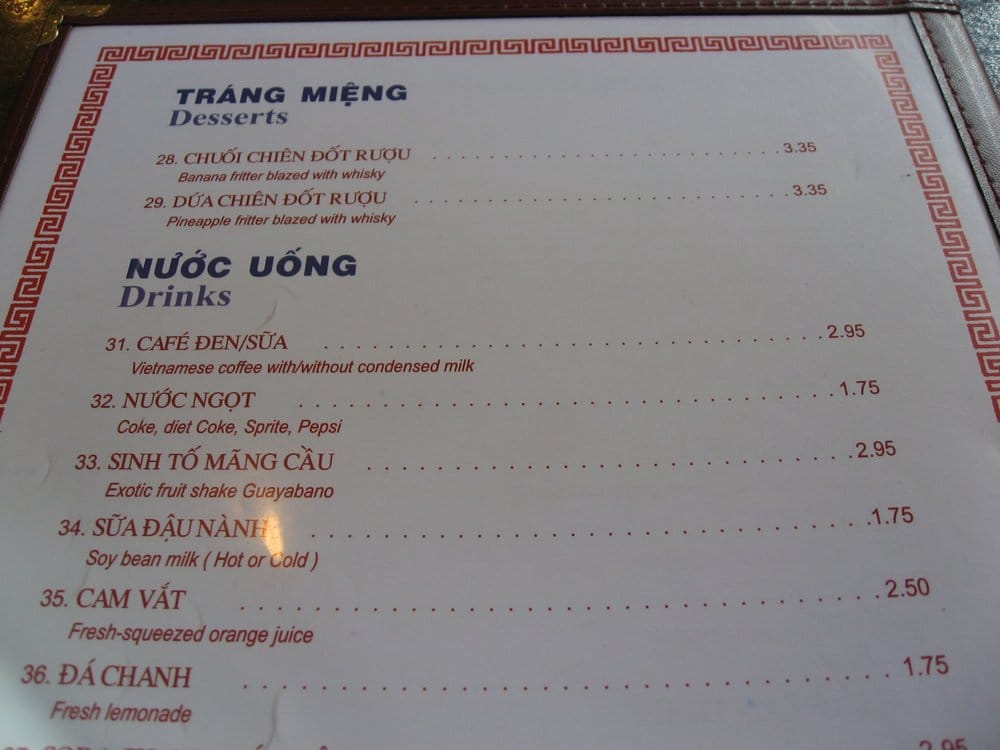 TRÁNG MIỆNG
Desserts
28. CHUỐI CHIÊN ĐỐT RƯỢU . . . . . . . . . . . . . . . . . . . . . . . . . . 3.35
Banana fritter blazed with whisky
29. DỨA CHIÊN ĐỐT RƯỢU . . . . . . . . . . . . . . . . . . . . . . . . . . 3.35
Pineapple fritter blazed with whisky
NƯỚC UỐNG
Drinks
31. CAFÉ ĐEN/SỮA . . . . . . . . . . . . . . . . . . . . . . . . . . 2.95
Vietnamese coffee with/without condensed milk
32. NƯỚC NGỌT . . . . . . . . . . . . . . . . . . . . . . . . . . 1.75
Coke, diet Coke, Sprite, Pepsi
33. SINH TỐ MÃNG CẦU . . . . . . . . . . . . . . . . . . . . . . . . . . 2.95
Exotic fruit shake Guayabano
34. SỮA ĐẬU NÀNH . . . . . . . . . . . . . . . . . . . . . . . . . . 1.75
Soy bean milk ( Hot or Cold )
35. CAM VẮT . . . . . . . . . . . . . . . . . . . . . . . . . . 2.50
Fresh-squeezed orange juice
36. ĐÁ CHANH . . . . . . . . . . . . . . . . . . . . . . . . . . 1.75
Fresh lemonade